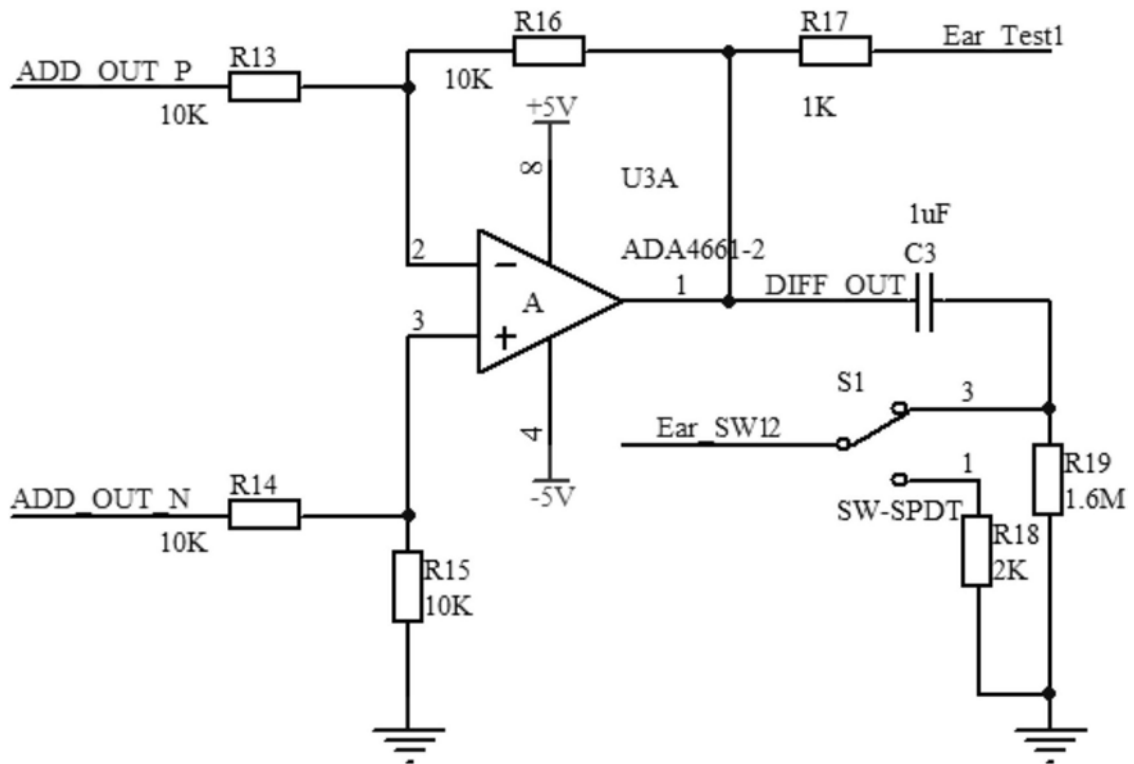 R16
R17
Ear_Test1
R13
ADD_OUT_P
10K
10K
1K
+5V
8
U3A
1uF
2
ADA4661-2
C3
−
1
DIFF_OUT
A
3
+
S1
3
Ear_SW12
4
1
R19
ADD_OUT_N
R14
-5V
SW-SPDT
1.6M
10K
R18
R15
2K
10K